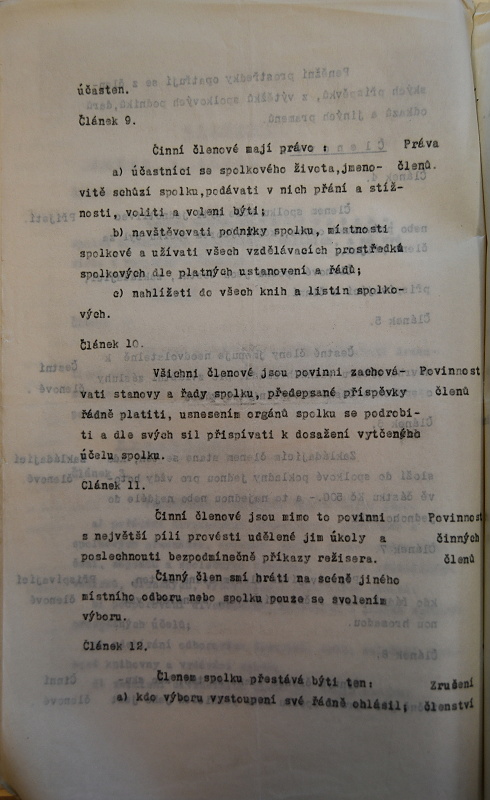 účasten.
Článek 9.
Činní členové mají právo : Práva
a) účastníci se spolkového života,jmeno- členů.
vitě schůzí spolku,podávati v nich přání a stíž-
nosti, voliti a voleni býti;
b) navštěvovati podniky spolku, místnosti
spolkové a užívati všech vzdělávacích prostředků
spolkových dle platných ustanovení a řádů;
c) nahlížeti do všech knih a listin spolko-
vých.
Článek 10.
Všichni členové jsou povinni zachová- Povinnost
vati stanovy a řady spolku, předepsané příspěvky členů
řádně platiti, usnesením orgánů spolku se podrobi-
ti a dle svých sil přispívati k dosažení vytčeného
účelu spolku.
Článek 11.
Činní členové jsou mimo to povinni Povinnost
s největší pílí provésti udělené jim úkoly a činných
poslechnouti bezpodmínečně příkazy režisera. členů
Činný člen smí hráti na scéně jiného
místního odboru nebo spolku pouze se svolením
výboru.
Článek 12.
Členem spolku přestává býti ten: Zrušení
a) kdo výboru vystoupení své řádně ohlásil; členství